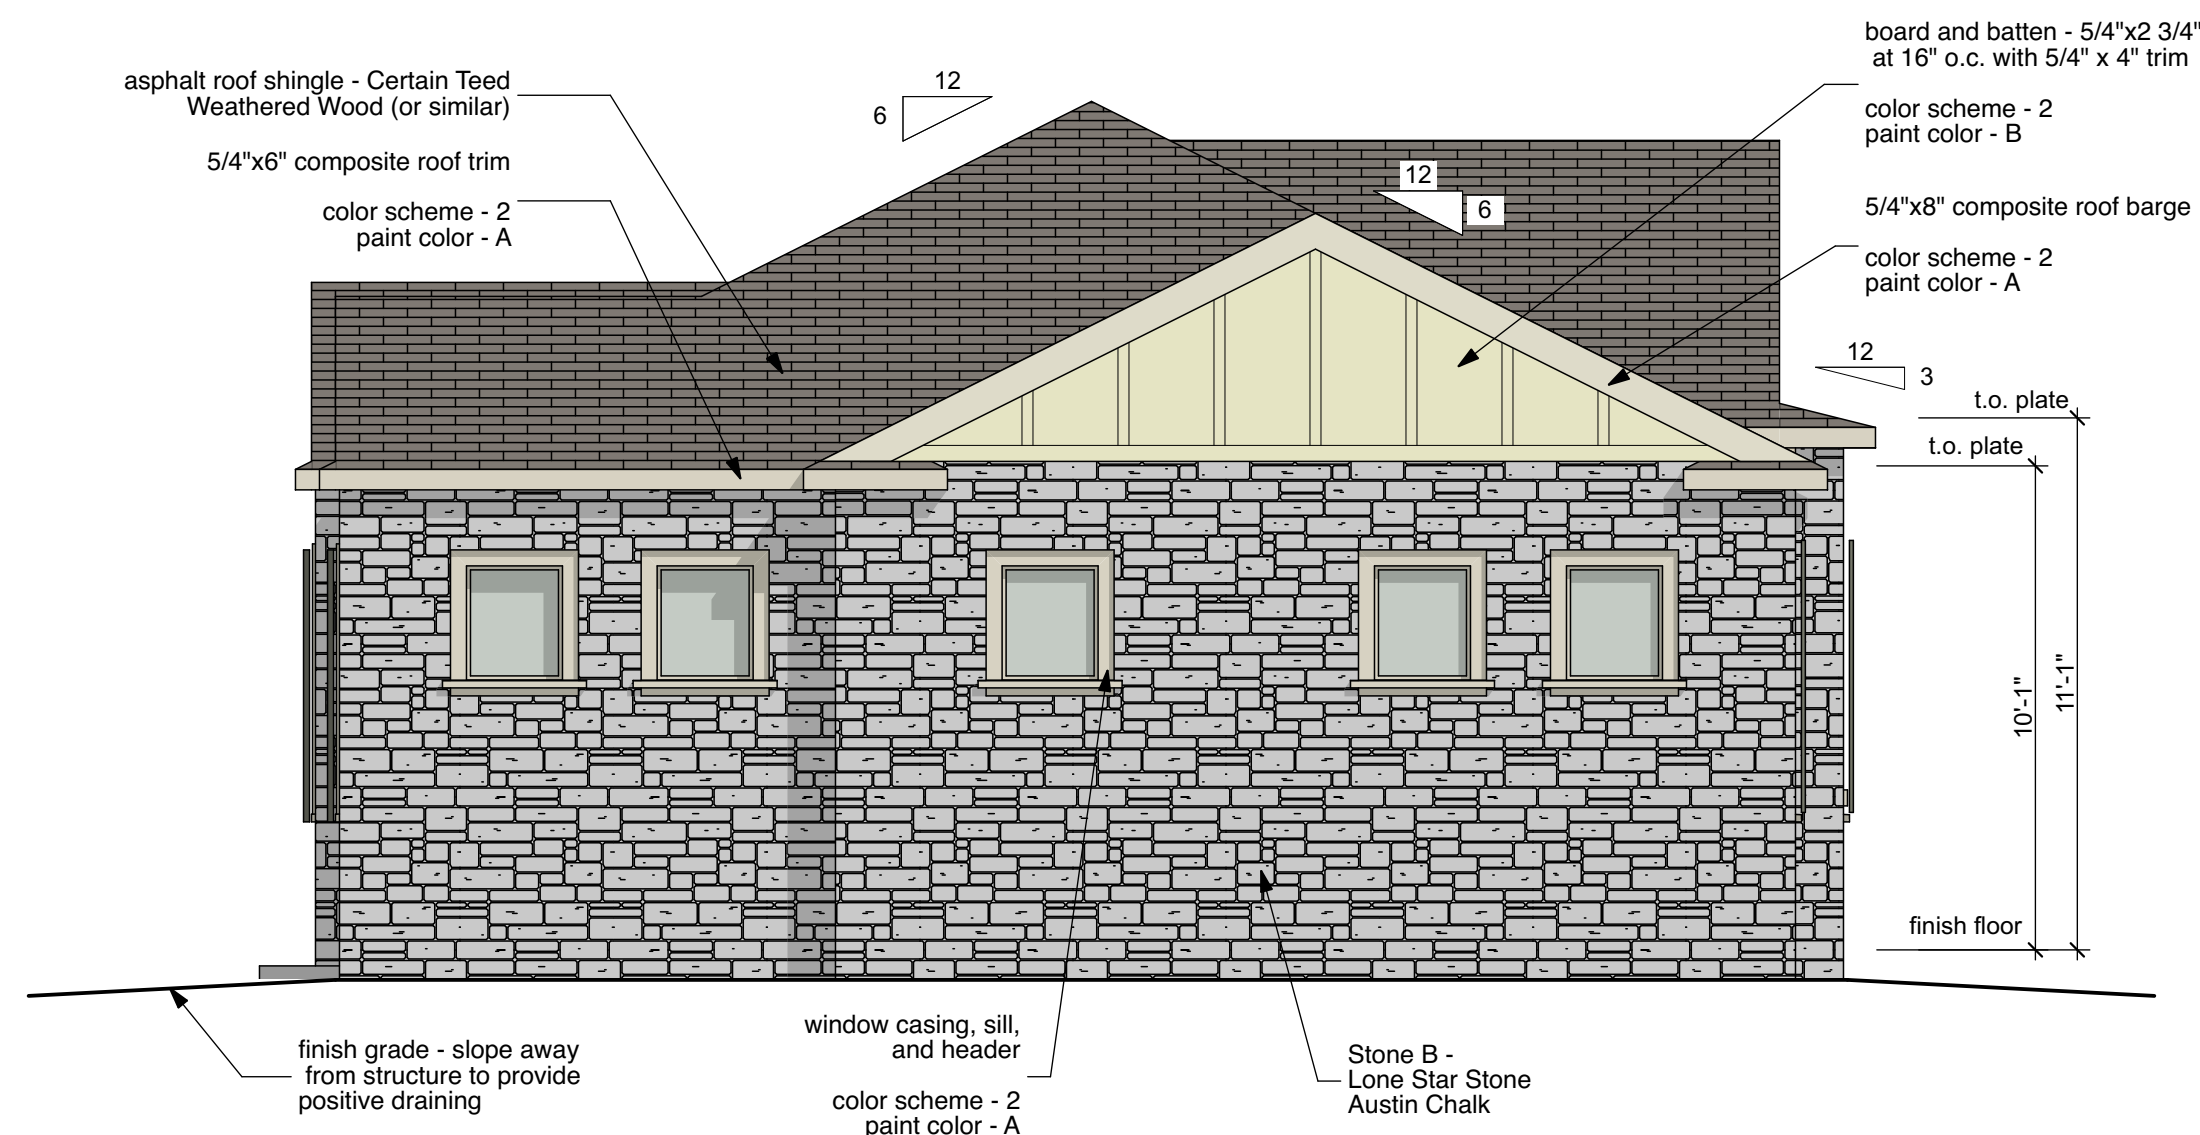 asphalt roof shingle - Certain Teed
Weathered Wood (or similar)
5/4"x6" composite roof trim
color scheme - 2
paint color - A
12
6
12
6
board and batten - 5/4"x2 3/4"
at 16" o.c. with 5/4" x 4" trim
color scheme - 2
paint color - B
5/4"x8" composite roof barge
color scheme - 2
paint color - A
12
3
t.o. plate
t.o. plate
10'-1"
11'-1"
finish floor
finish grade - slope away
from structure to provide
positive draining
window casing, sill,
and header
color scheme - 2
paint color - A
Stone B -
Lone Star Stone
Austin Chalk